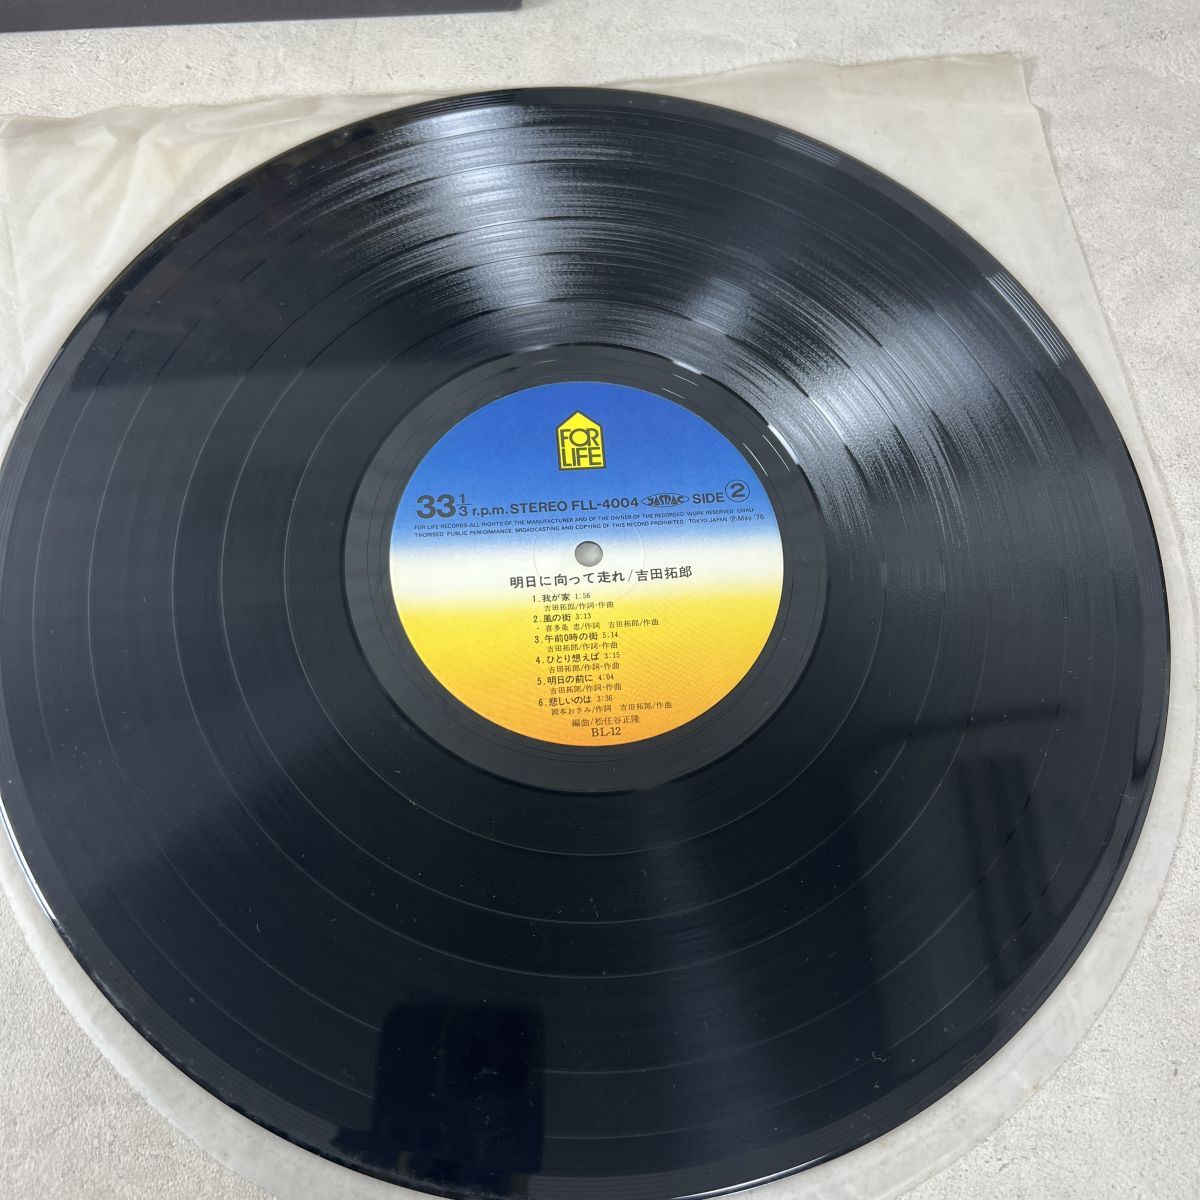 FOR
LIFE
33 1/3 r.p.m. STEREO FLL-4004 JASRAC SIDE 2
FOR LIFE RECORDS-ALL RIGHTS OF THE MANUFACTURER AND OF THE OWNER OF THE RECORDED WORK RESERVED. UNAU-
THORISED PUBLIC PERFORMANCE, BROADCASTING AND COPYING OF THIS RECORD PROHIBITED. TOKYO JAPAN ℗May '76
明日に向って走れ/吉田拓郎
1.我が家 1:56
吉田拓郎/作詞・作曲
2.風の街 3:13
喜多条 忠/作詞 吉田拓郎/作曲
3.午前0時の街 5:14
吉田拓郎/作詞・作曲
4.ひとり想えば 3:15
吉田拓郎/作詞・作曲
5.明日の前に 4:04
吉田拓郎/作詞・作曲
6.悲しいのは 3:36
岡本おさみ/作詞 吉田拓郎/作曲
編曲/松任谷正隆
BL-12